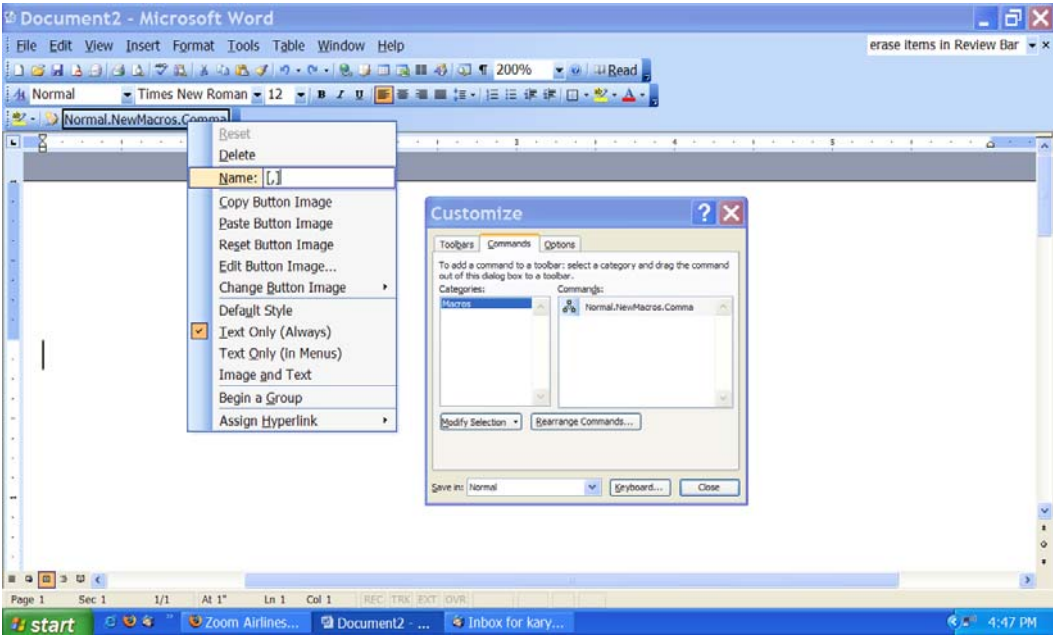 Document2 - Microsoft Word
File Edit View Insert Format Tools Table Window Help
erase items in Review Bar
200% Read
Normal Times New Roman 12 B I U
Normal.NewMacros.Comma
Reset
Delete
Name: [,]
Copy Button Image
Paste Button Image
Reset Button Image
Edit Button Image...
Change Button Image
Default Style
Text Only (Always)
Text Only (in Menus)
Image and Text
Begin a Group
Assign Hyperlink
Customize
Toolbars Commands Options
To add a command to a toolbar: select a category and drag the command
out of this dialog box to a toolbar.
Categories: Commands:
Macros Normal.NewMacros.Comma
Modify Selection Rearrange Commands...
Save in: Normal Keyboard... Close
Page 1 Sec 1 1/1 At 1" Ln 1 Col 1 REC TRK EXT OVR
start Zoom Airlines... Document2 - ... Inbox for kary... 4:47 PM